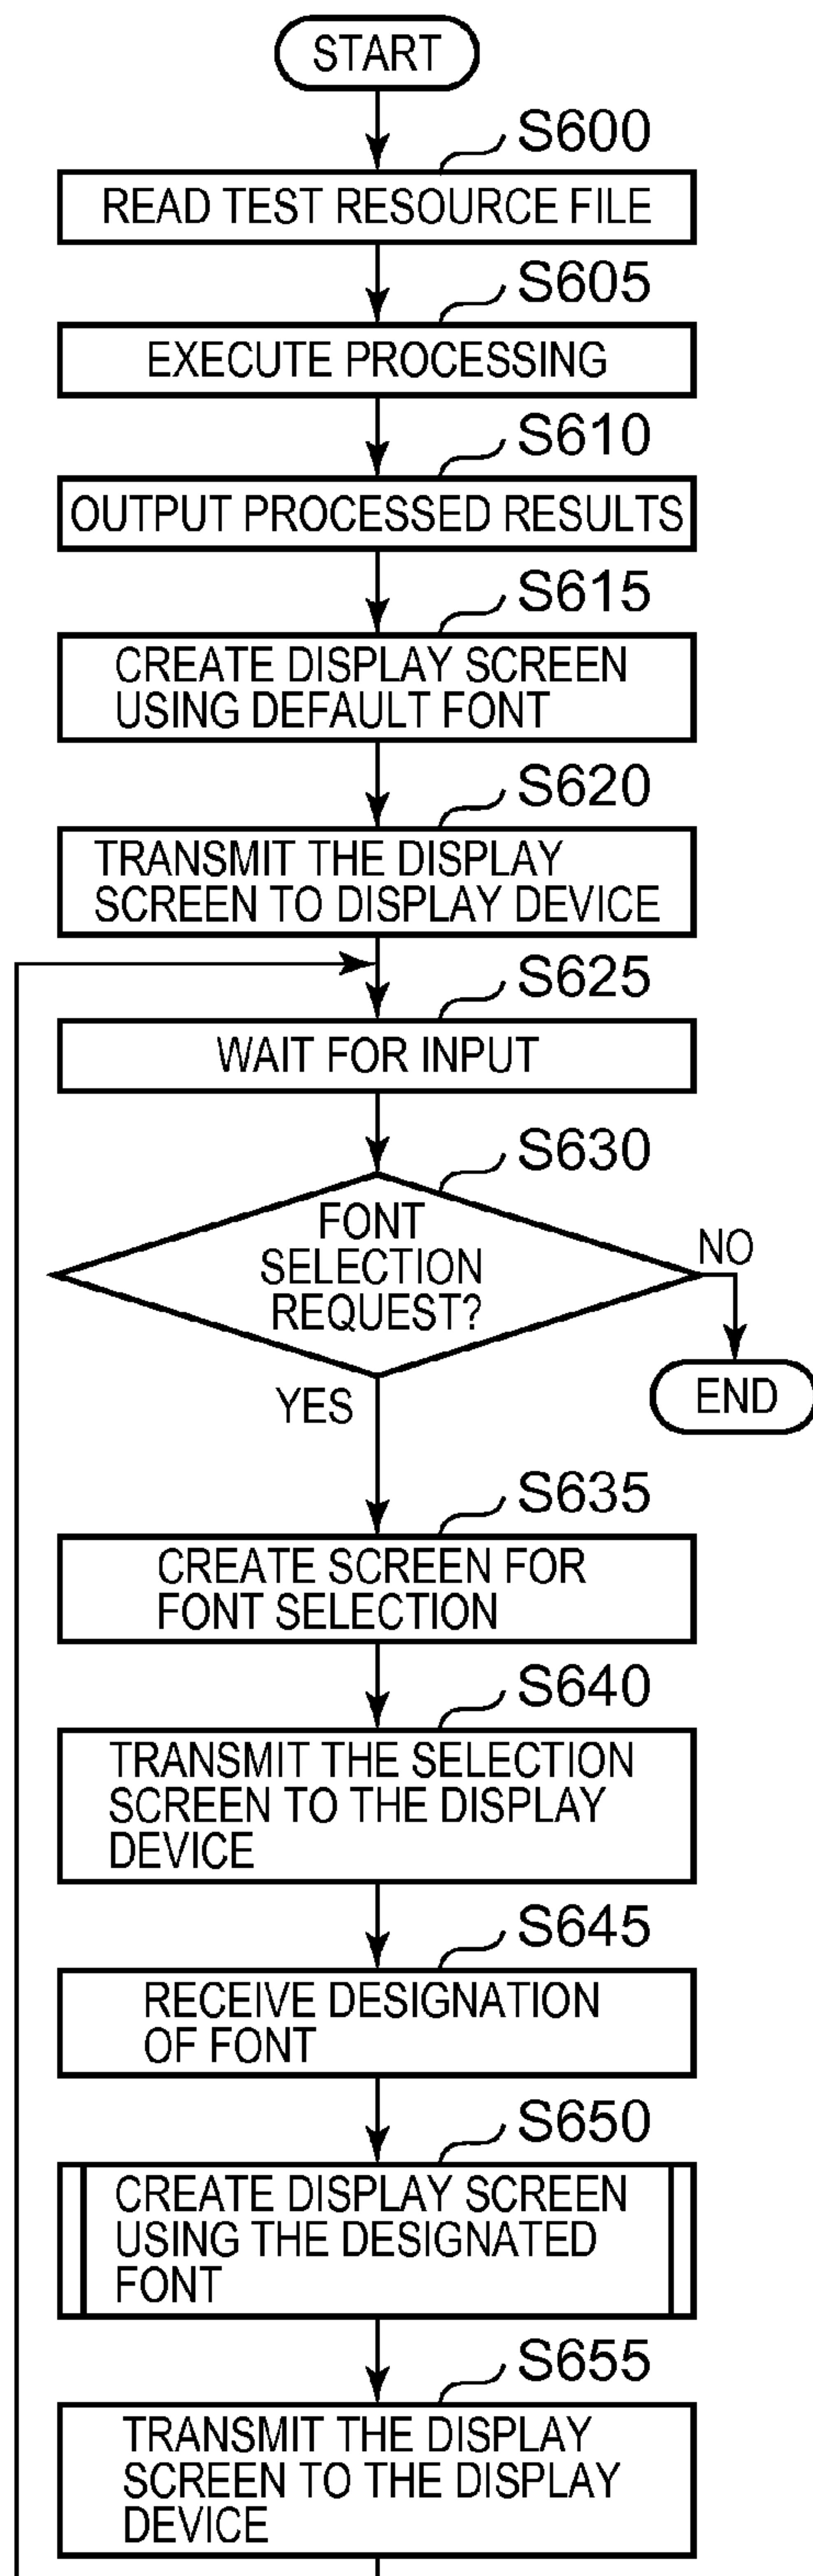 START
S600
READ TEST RESOURCE FILE
S605
EXECUTE PROCESSING
S610
OUTPUT PROCESSED RESULTS
S615
CREATE DISPLAY SCREEN
USING DEFAULT FONT
S620
TRANSMIT THE DISPLAY
SCREEN TO DISPLAY DEVICE
S625
WAIT FOR INPUT
S630
FONT
SELECTION
REQUEST?
NO
END
YES
S635
CREATE SCREEN FOR
FONT SELECTION
S640
TRANSMIT THE SELECTION
SCREEN TO THE DISPLAY
DEVICE
S645
RECEIVE DESIGNATION
OF FONT
S650
CREATE DISPLAY SCREEN
USING THE DESIGNATED
FONT
S655
TRANSMIT THE DISPLAY
SCREEN TO THE DISPLAY
DEVICE